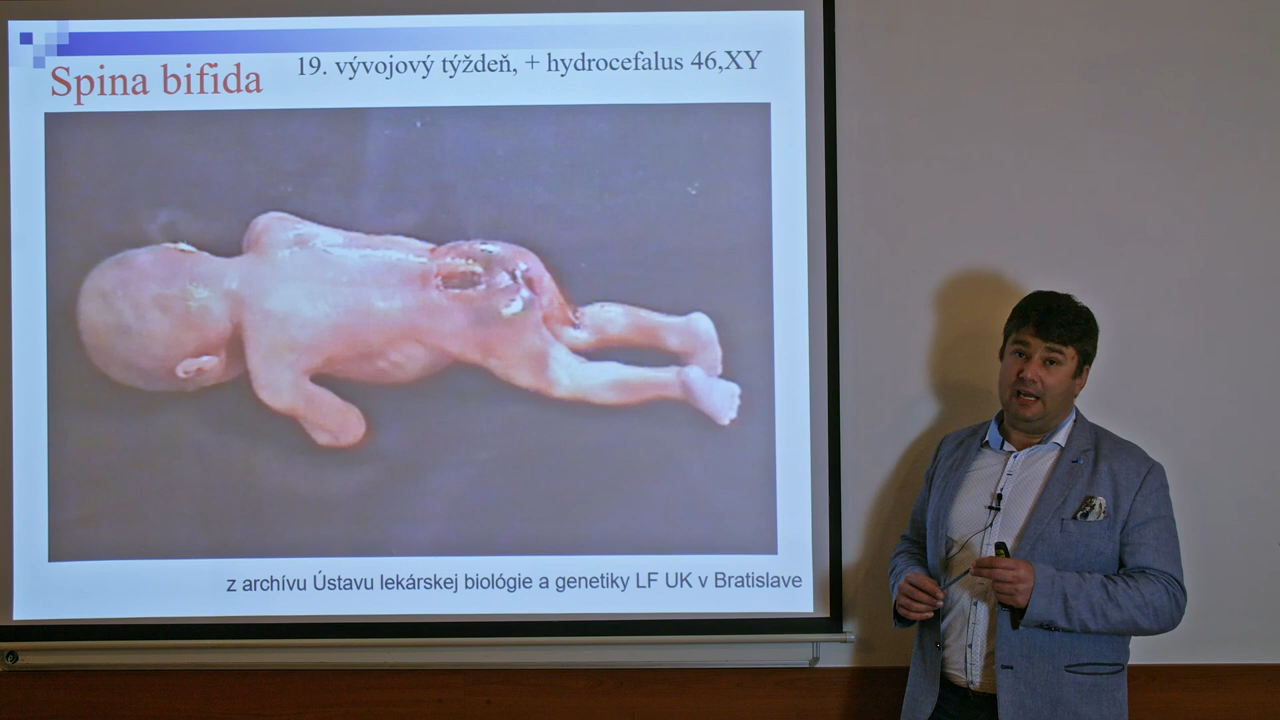 Spina bifida
19. vývojový týždeň, + hydrocefalus 46,XY
z archívu Ústavu lekárskej biológie a genetiky LF UK v Bratislave